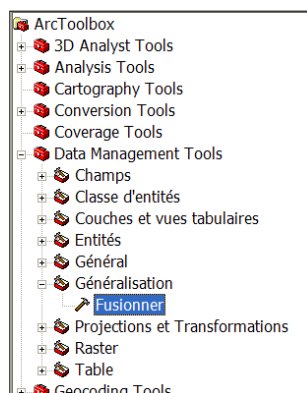 ArcToolbox
3D Analyst Tools
Analysis Tools
Cartography Tools
Conversion Tools
Coverage Tools
Data Management Tools
Champs
Classe d'entités
Couches et vues tabulaires
Entités
Général
Généralisation
Fusionner
Projections et Transformations
Raster
Table
Geocoding Tools